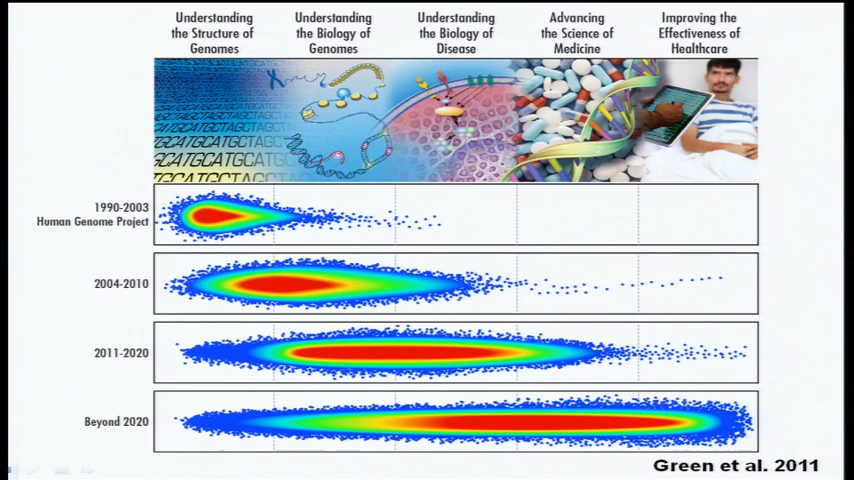 Understanding
the Structure of
Genomes
Understanding
the Biology of
Genomes
Understanding
the Biology of
Disease
Advancing
the Science of
Medicine
Improving the
Effectiveness of
Healthcare
1990-2003
Human Genome Project
2004-2010
2011-2020
Beyond 2020
Green et al. 2011